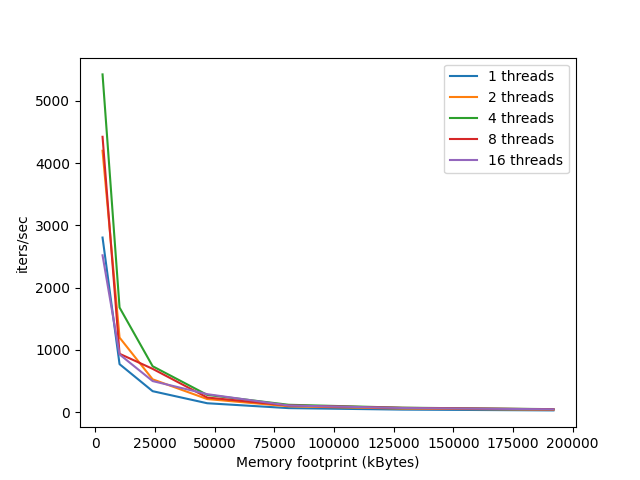 1 threads
2 threads
4 threads
8 threads
16 threads
5000
4000
3000
2000
1000
0
iters/sec
0 25000 50000 75000 100000 125000 150000 175000 200000
Memory footprint (kBytes)